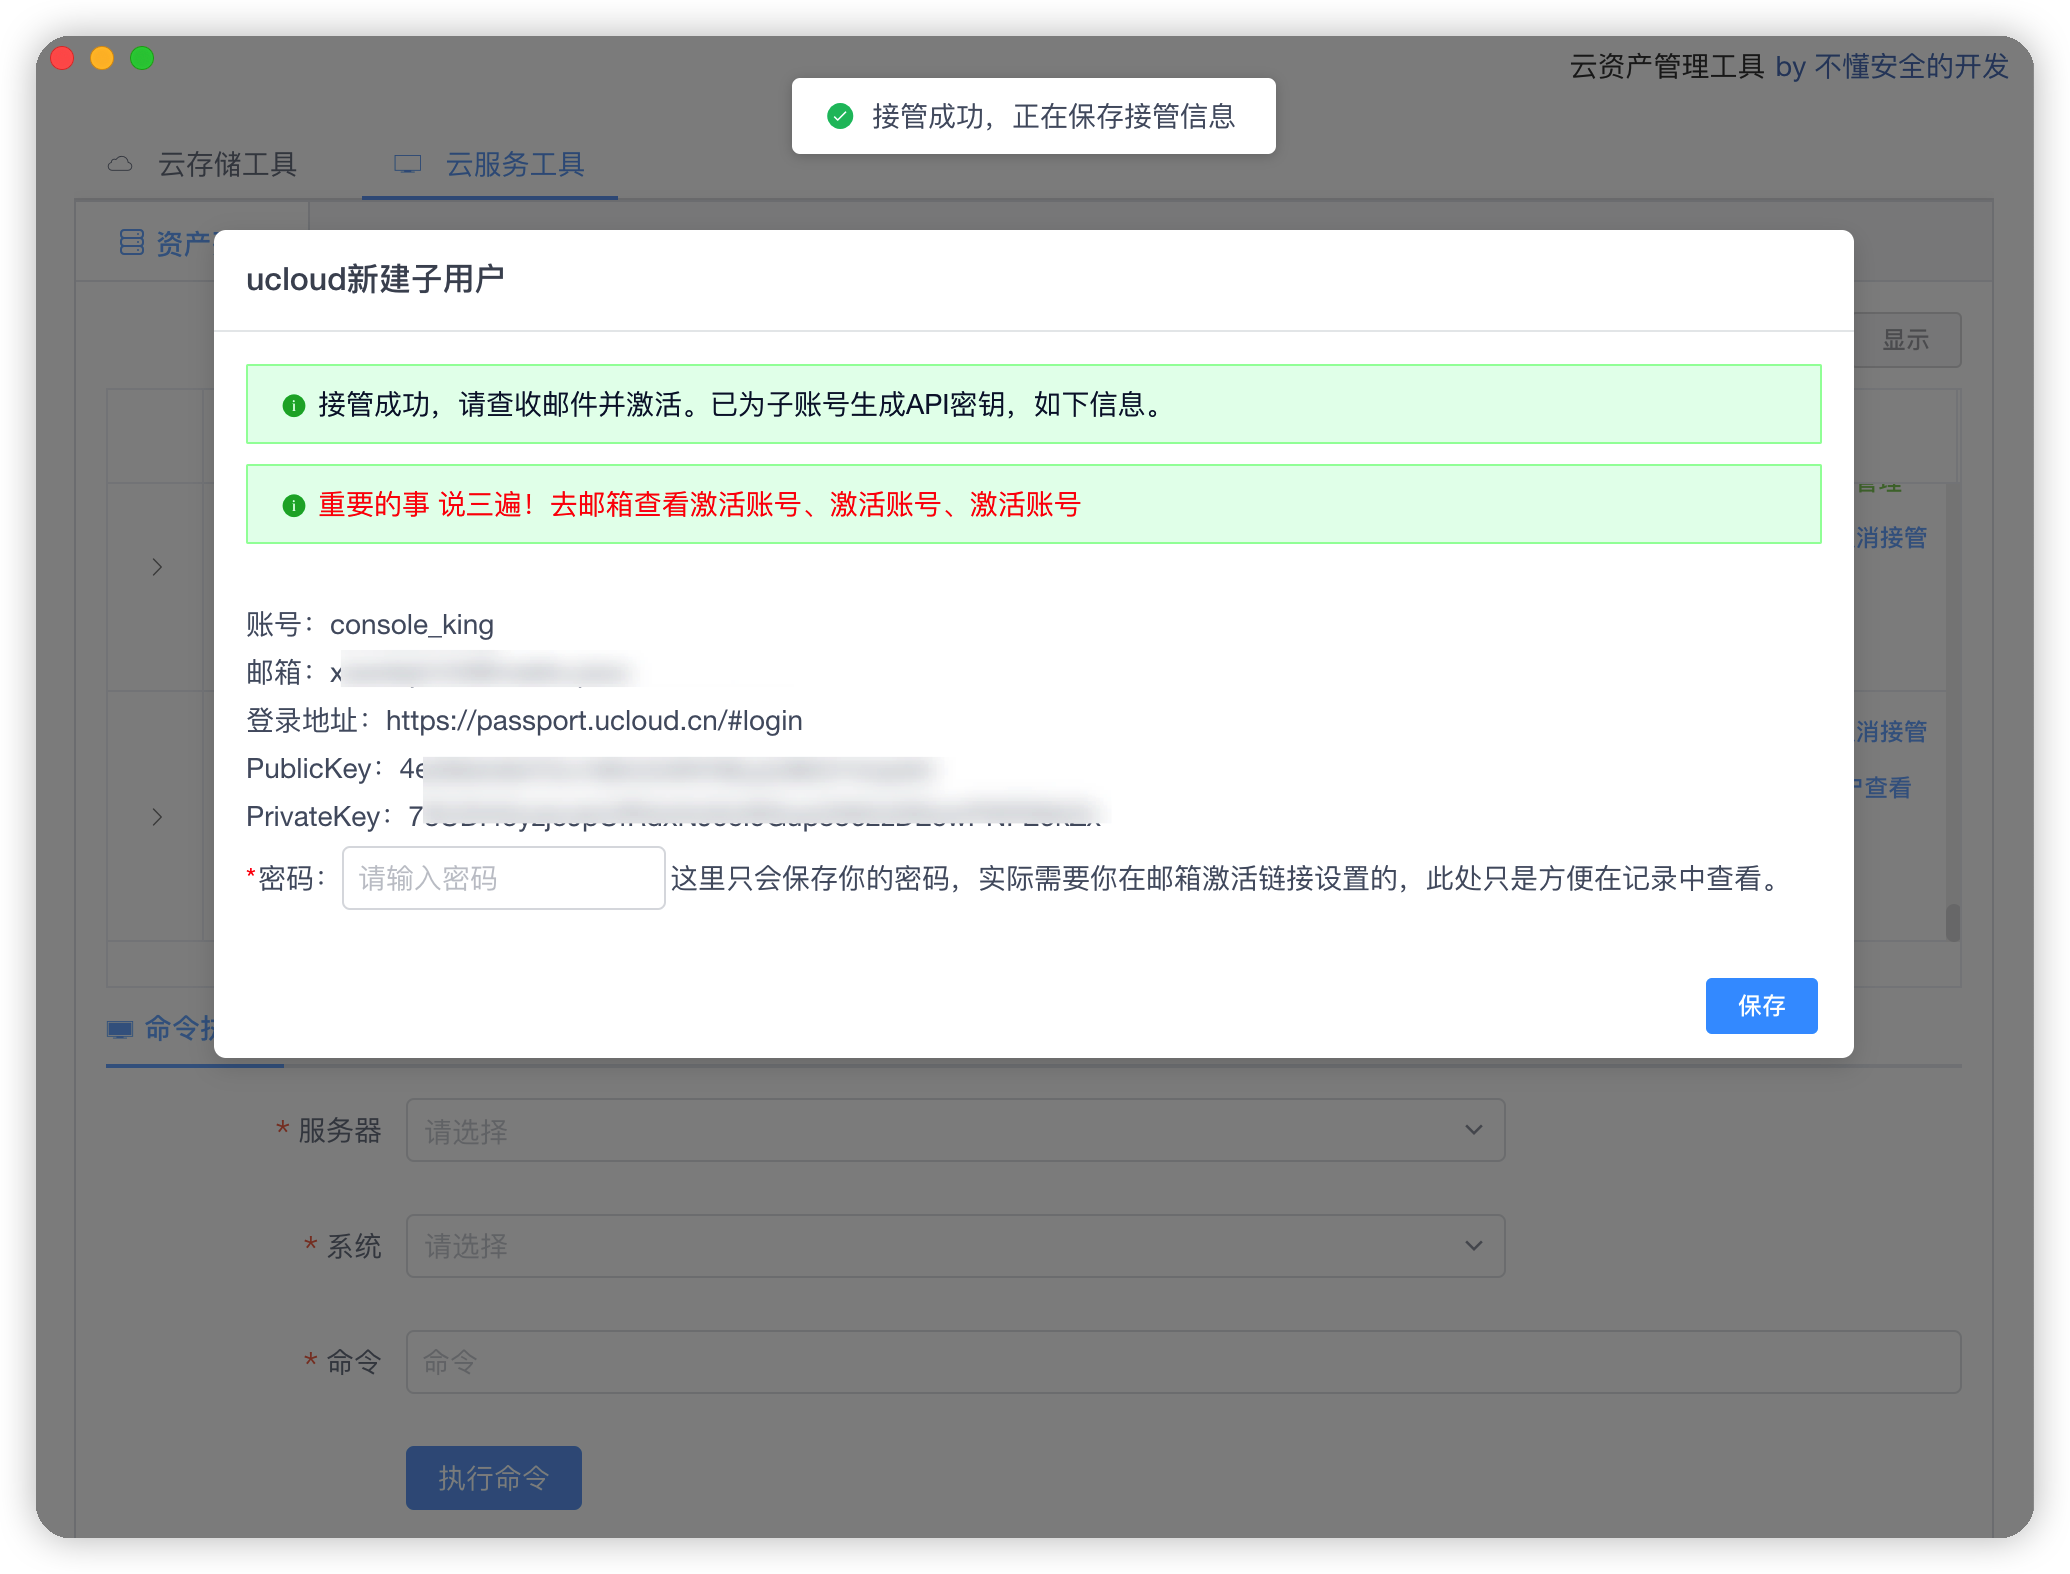 云资产管理工具 by 不懂安全的开发
接管成功，正在保存接管信息
云存储工具
云服务工具
资产
ucloud新建子用户
显示
接管成功，请查收邮件并激活。已为子账号生成API密钥，如下信息。
重要的事 说三遍！去邮箱查看激活账号、激活账号、激活账号
管理
消接管
账号：console_king
邮箱：x
登录地址：https://passport.ucloud.cn/#login
消接管
PublicKey：4e
户查看
PrivateKey：
*密码：
请输入密码
这里只会保存你的密码，实际需要你在邮箱激活链接设置的，此处只是方便在记录中查看。
保存
命令执
* 服务器
请选择
* 系统
请选择
* 命令
命令
执行命令